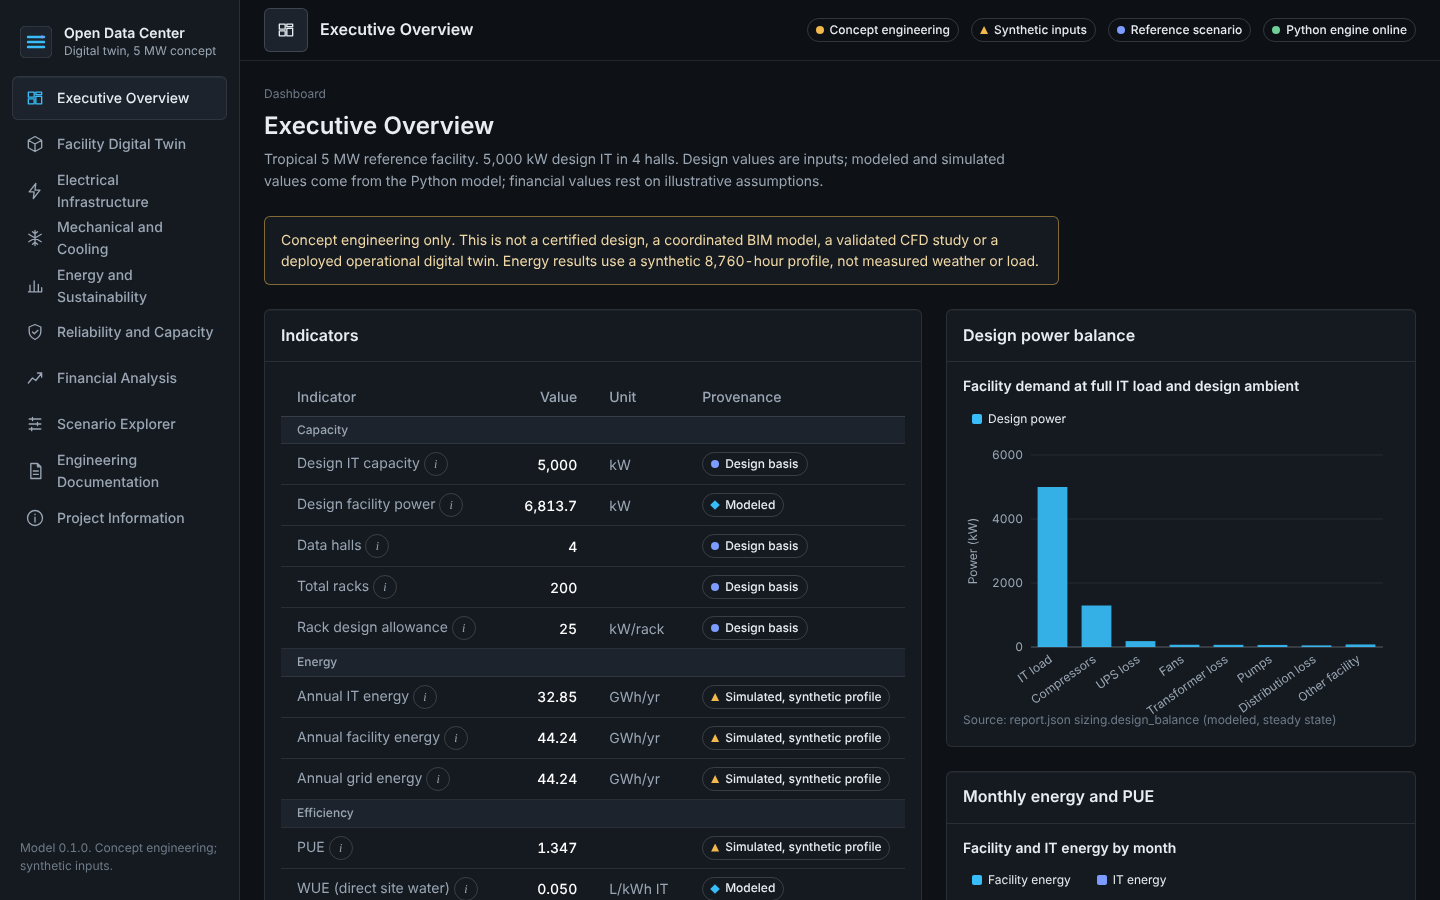 Open Data Center
Digital twin, 5 MW concept
Executive Overview
Facility Digital Twin
Electrical
Infrastructure
Mechanical and
Cooling
Energy and
Sustainability
Reliability and Capacity
Financial Analysis
Scenario Explorer
Engineering
Documentation
Project Information
Model 0.1.0. Concept engineering;
synthetic inputs.
Executive Overview
Concept engineering
Synthetic inputs
Reference scenario
Python engine online
Dashboard
Executive Overview
Tropical 5 MW reference facility. 5,000 kW design IT in 4 halls. Design values are inputs; modeled and simulated
values come from the Python model; financial values rest on illustrative assumptions.
Concept engineering only. This is not a certified design, a coordinated BIM model, a validated CFD study or a
deployed operational digital twin. Energy results use a synthetic 8,760-hour profile, not measured weather or load.
Indicators
Indicator Value Unit Provenance
Capacity
Design IT capacity i 5,000 kW Design basis
Design facility power i 6,813.7 kW Modeled
Data halls i 4 Design basis
Total racks i 200 Design basis
Rack design allowance i 25 kW/rack Design basis
Energy
Annual IT energy i 32.85 GWh/yr Simulated, synthetic profile
Annual facility energy i 44.24 GWh/yr Simulated, synthetic profile
Annual grid energy i 44.24 GWh/yr Simulated, synthetic profile
Efficiency
PUE i 1.347 Simulated, synthetic profile
WUE (direct site water) i 0.050 L/kWh IT Modeled
Design power balance
Facility demand at full IT load and design ambient
Design power
6000
4000
2000
0
Power (kW)
IT load
Compressors
UPS loss
Fans
Transformer loss
Pumps
Distribution loss
Other facility
Source: report.json sizing.design_balance (modeled, steady state)
Monthly energy and PUE
Facility and IT energy by month
Facility energy
IT energy